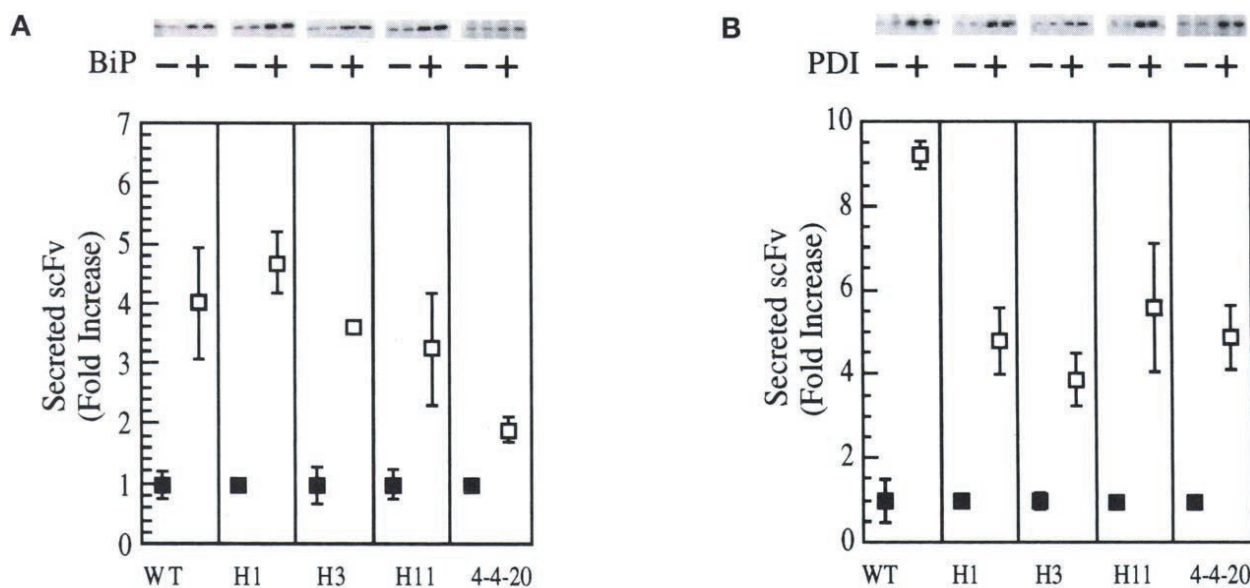 A
BiP
− + − + − + − + − +
Secreted scFv
(Fold Increase)
7
6
5
4
3
2
1
0
WT H1 H3 H11 4-4-20
B
PDI
− + − + − + − + − +
Secreted scFv
(Fold Increase)
10
8
6
4
2
0
WT H1 H3 H11 4-4-20